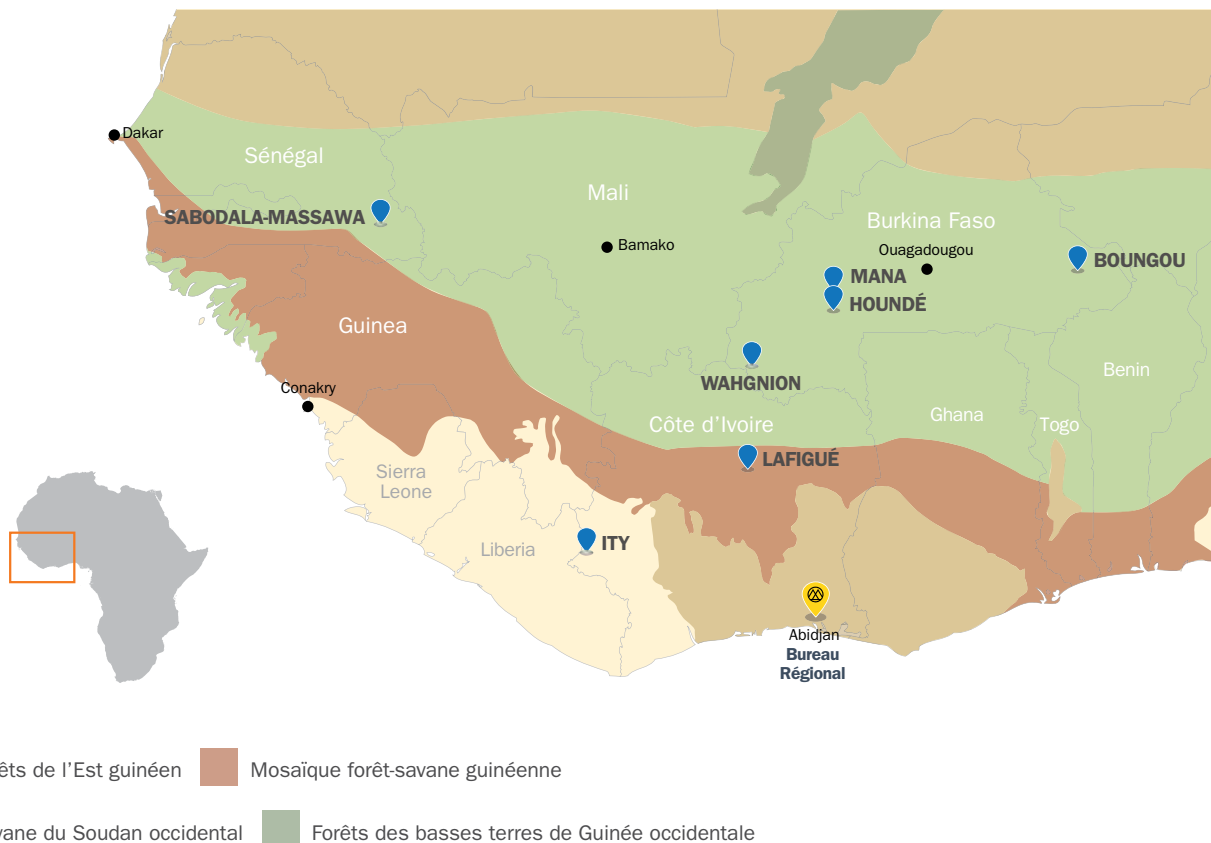 Dakar
Sénégal
Mali
SABODALA-MASSAWA
Burkina Faso
Bamako
Ouagadougou
BOUNGOU
MANA
HOUNDÉ
Guinea
WAHGNION
Benin
Conakry
Côte d'Ivoire
Ghana
Togo
LAFIGUÉ
Sierra
Leone
Liberia
ITY
Abidjan
Bureau
Régional
êts de l'Est guinéen
Mosaïque forêt-savane guinéenne
vane du Soudan occidental
Forêts des basses terres de Guinée occidentale